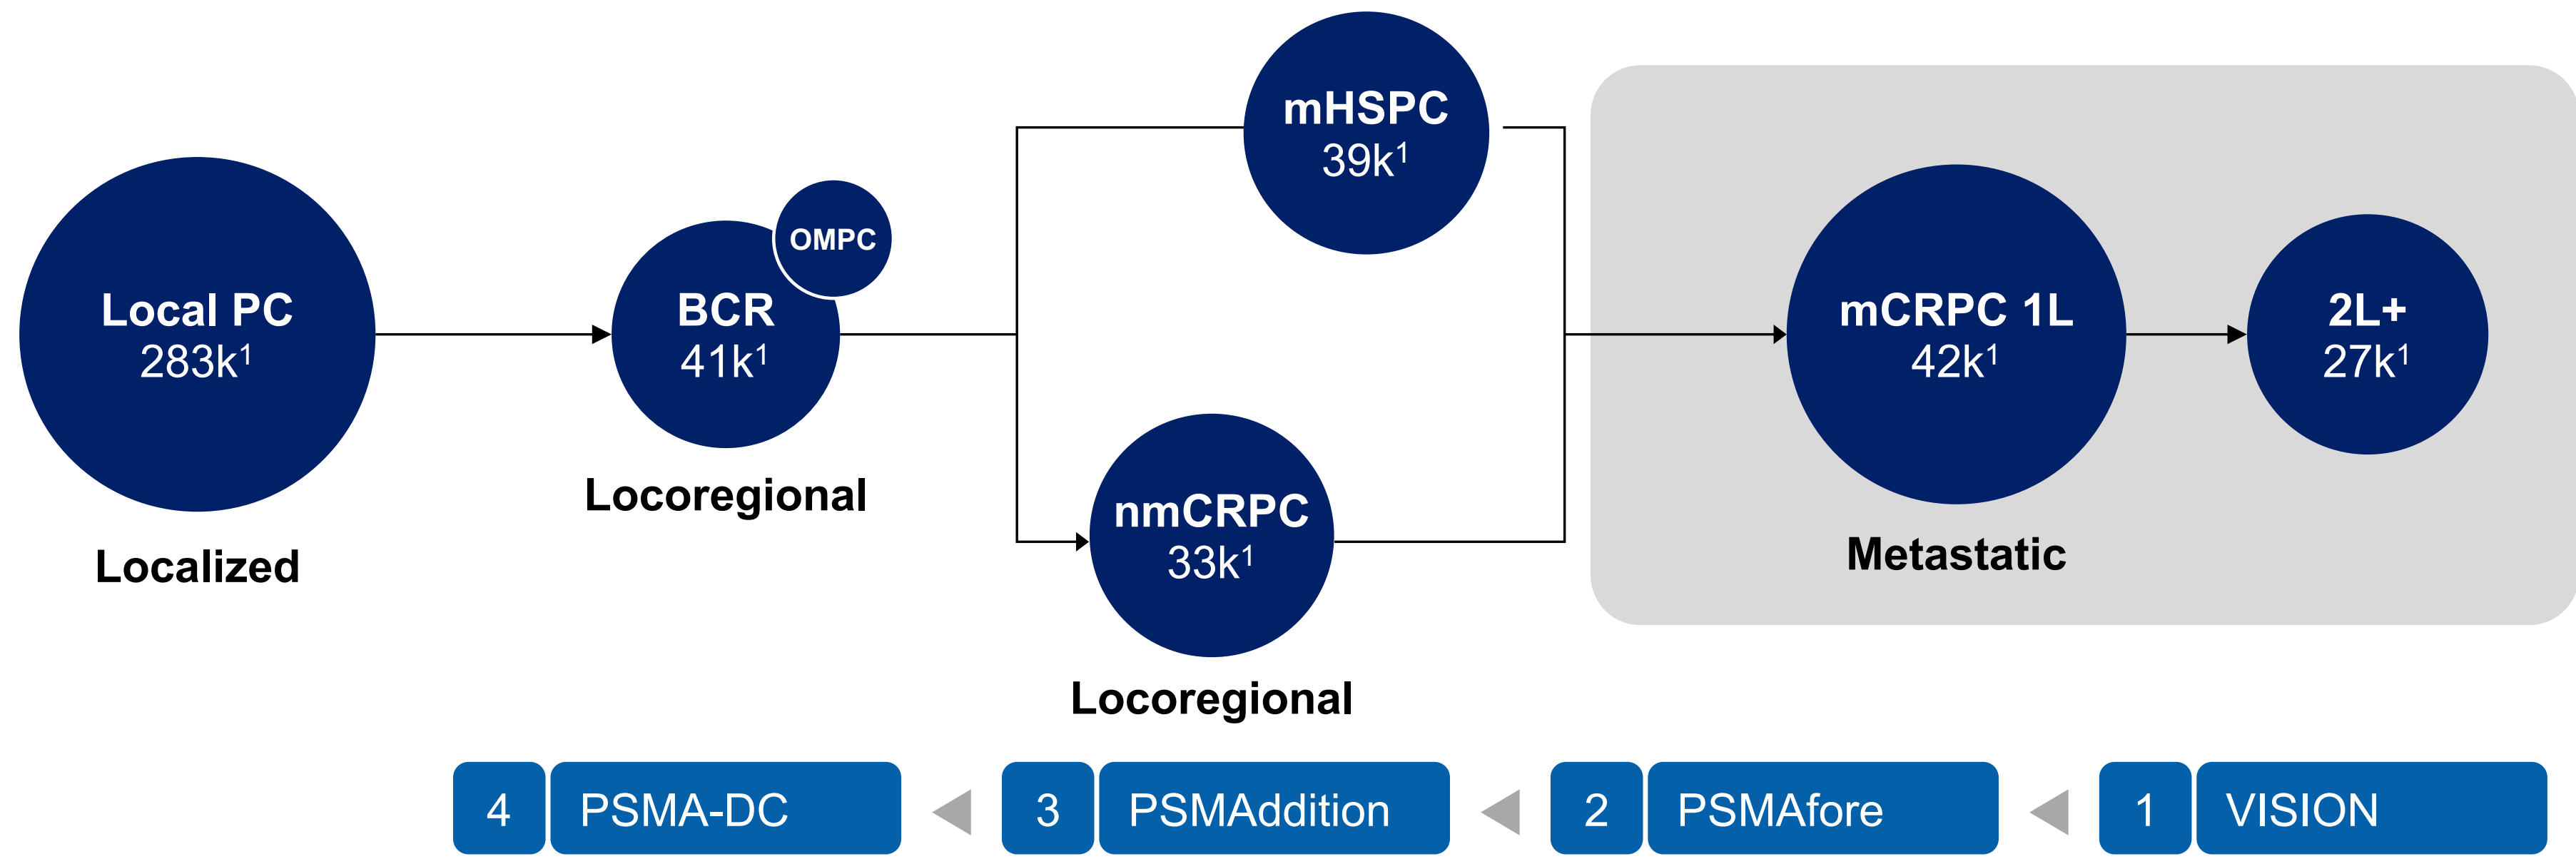 Local PC
283k¹
Localized
BCR
41k¹
OMPC
Locoregional
mHSPC
39k¹
nmCRPC
33k¹
Locoregional
mCRPC 1L
42k¹
2L+
27k¹
Metastatic
4 PSMA-DC
3 PSMAddition
2 PSMAfore
1 VISION